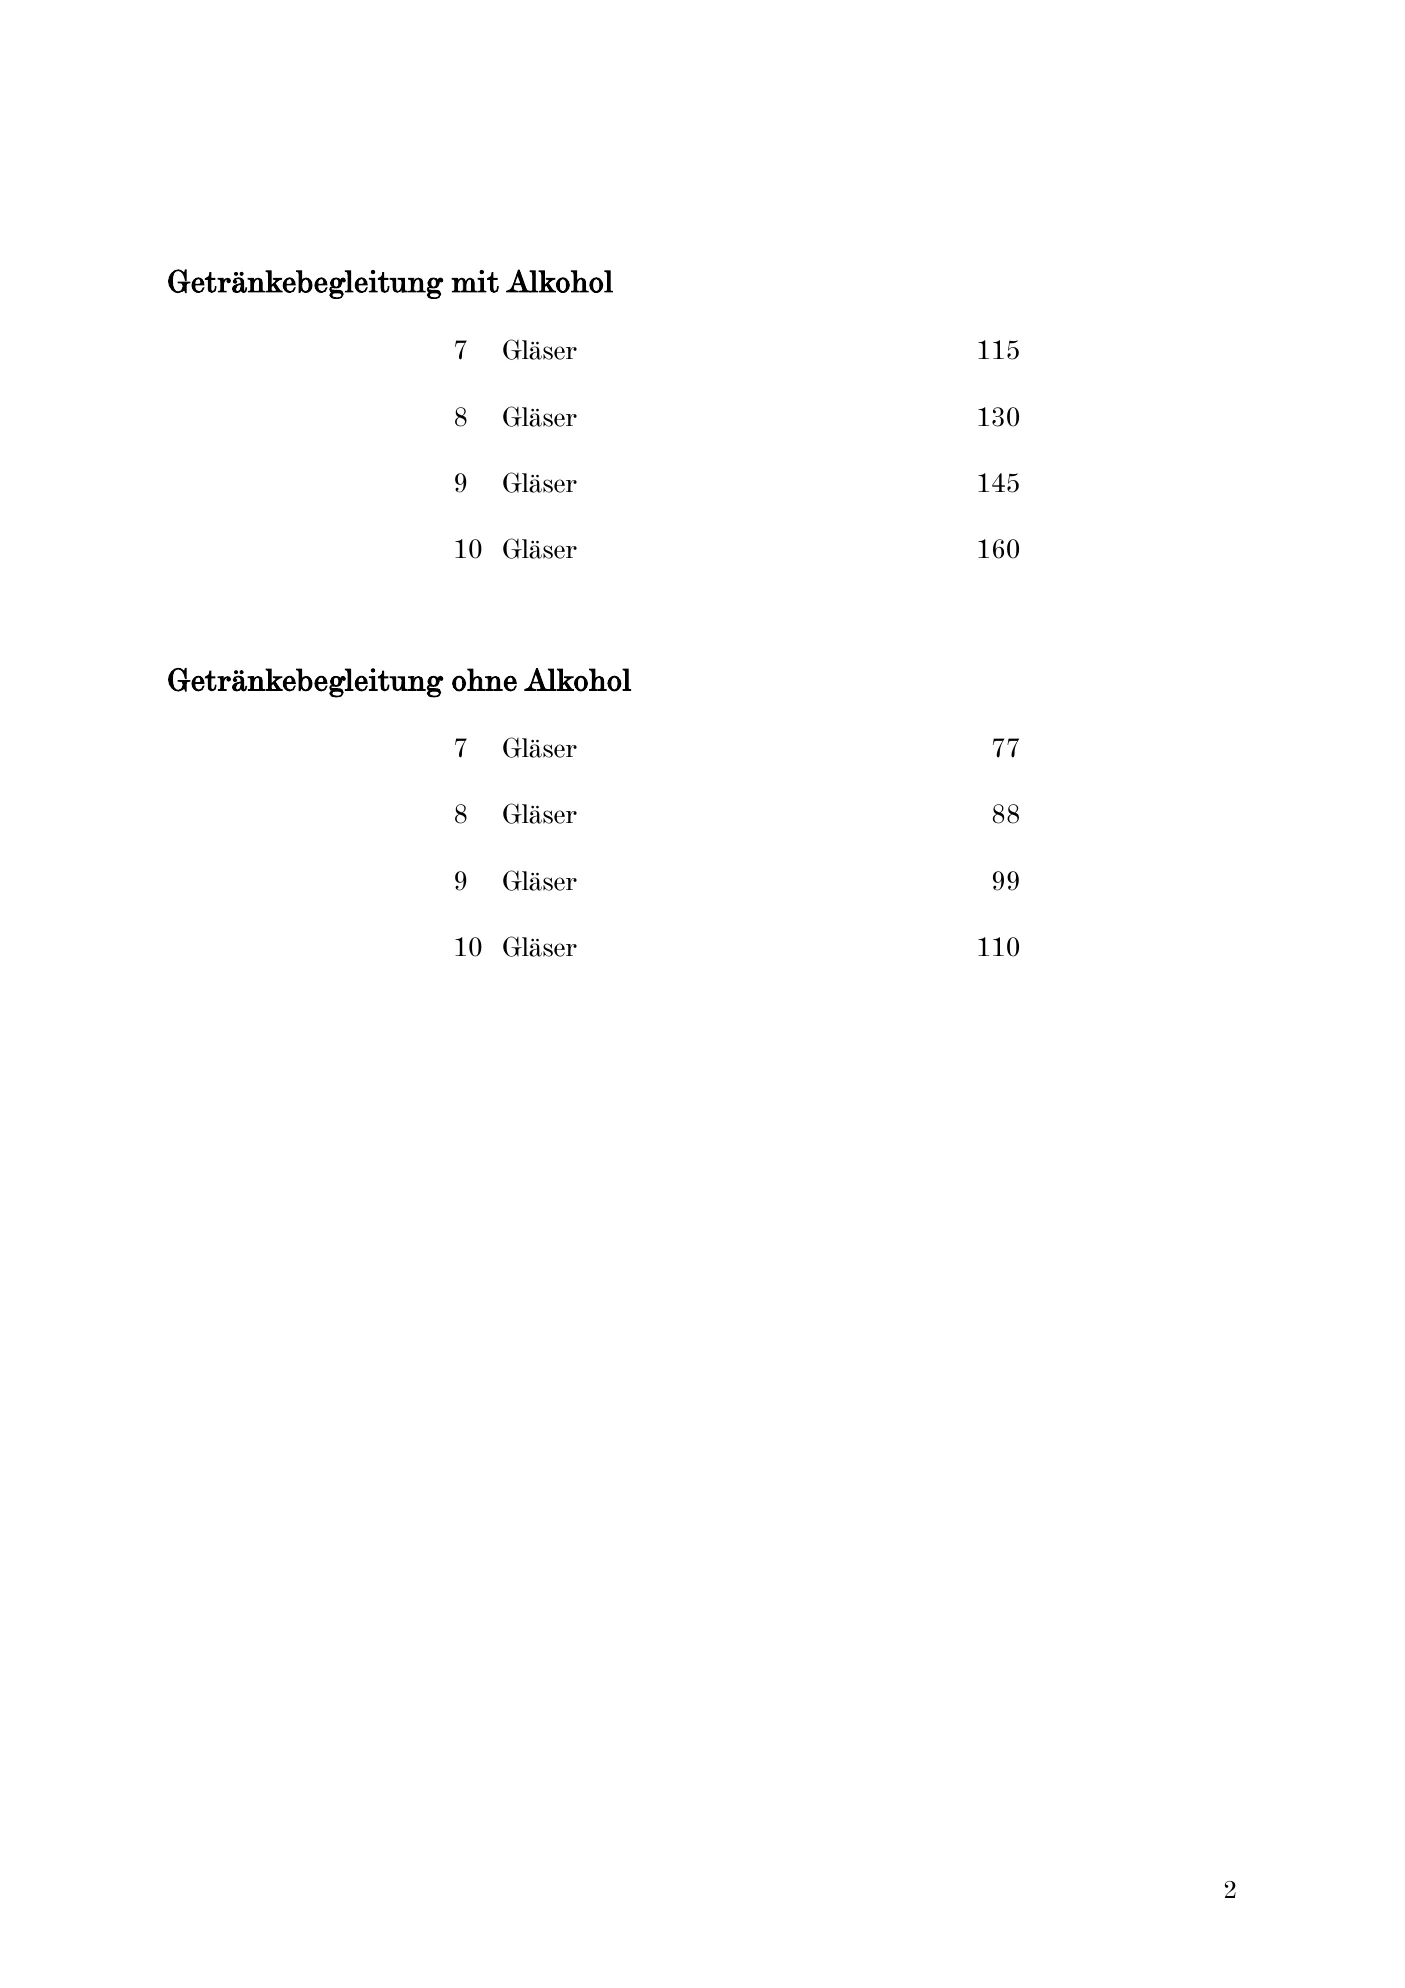 Getränkebegleitung mit Alkohol
7 Gläser 115
8 Gläser 130
9 Gläser 145
10 Gläser 160
Getränkebegleitung ohne Alkohol
7 Gläser 77
8 Gläser 88
9 Gläser 99
10 Gläser 110
2